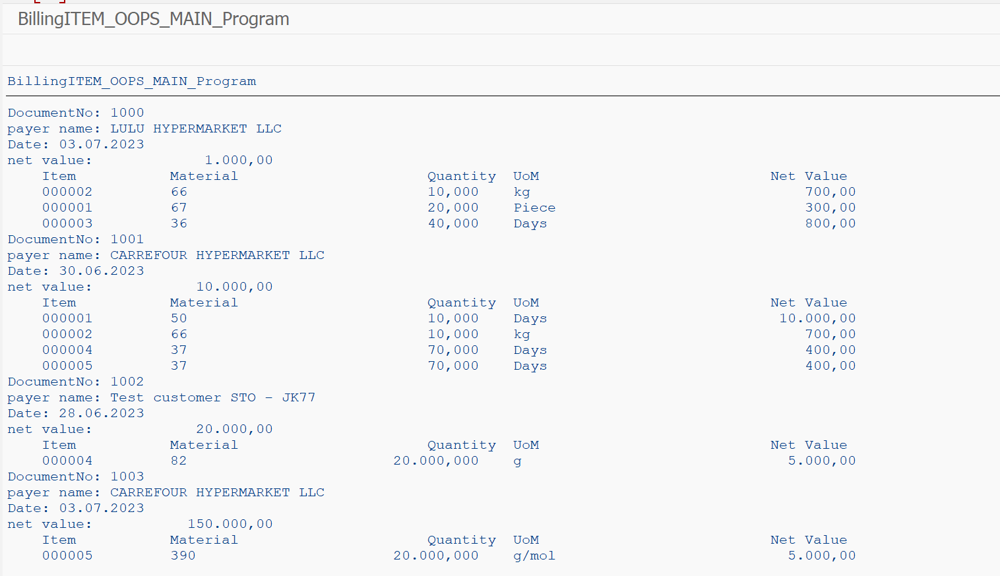 BillingITEM_OOPS_MAIN_Program
BillingITEM_OOPS_MAIN_Program
DocumentNo: 1000
payer name: LULU HYPERMARKET LLC
Date: 03.07.2023
net value: 1.000,00
Item Material Quantity UoM Net Value
000002 66 10,000 kg 700,00
000001 67 20,000 Piece 300,00
000003 36 40,000 Days 800,00
DocumentNo: 1001
payer name: CARREFOUR HYPERMARKET LLC
Date: 30.06.2023
net value: 10.000,00
Item Material Quantity UoM Net Value
000001 50 10,000 Days 10.000,00
000002 66 10,000 kg 700,00
000004 37 70,000 Days 400,00
000005 37 70,000 Days 400,00
DocumentNo: 1002
payer name: Test customer STO - JK77
Date: 28.06.2023
net value: 20.000,00
Item Material Quantity UoM Net Value
000004 82 20.000,000 g 5.000,00
DocumentNo: 1003
payer name: CARREFOUR HYPERMARKET LLC
Date: 03.07.2023
net value: 150.000,00
Item Material Quantity UoM Net Value
000005 390 20.000,000 g/mol 5.000,00